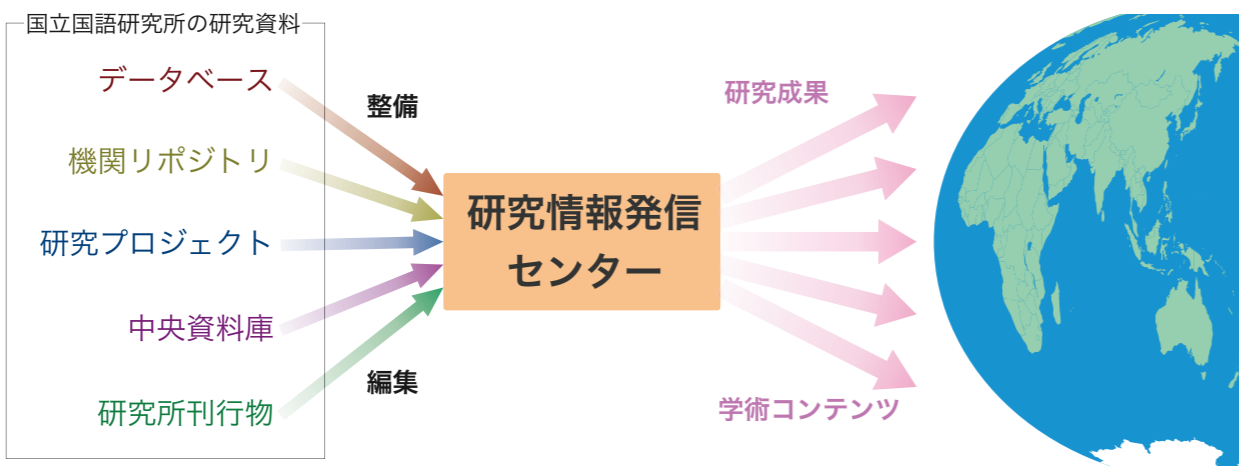 国立国語研究所の研究資料
データベース
機関リポジトリ
研究プロジェクト
中央資料庫
研究所刊行物
整備
編集
研究情報発信
センター
研究成果
学術コンテンツ